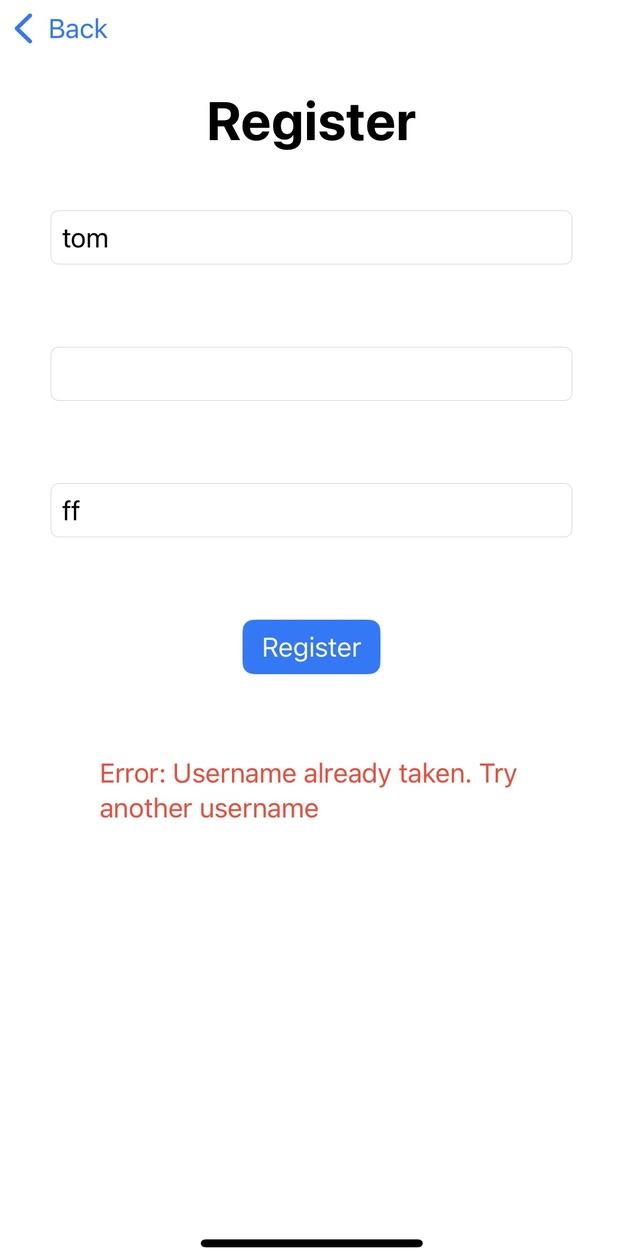 Back
Register
tom
ff
Register
Error: Username already taken. Try
another username